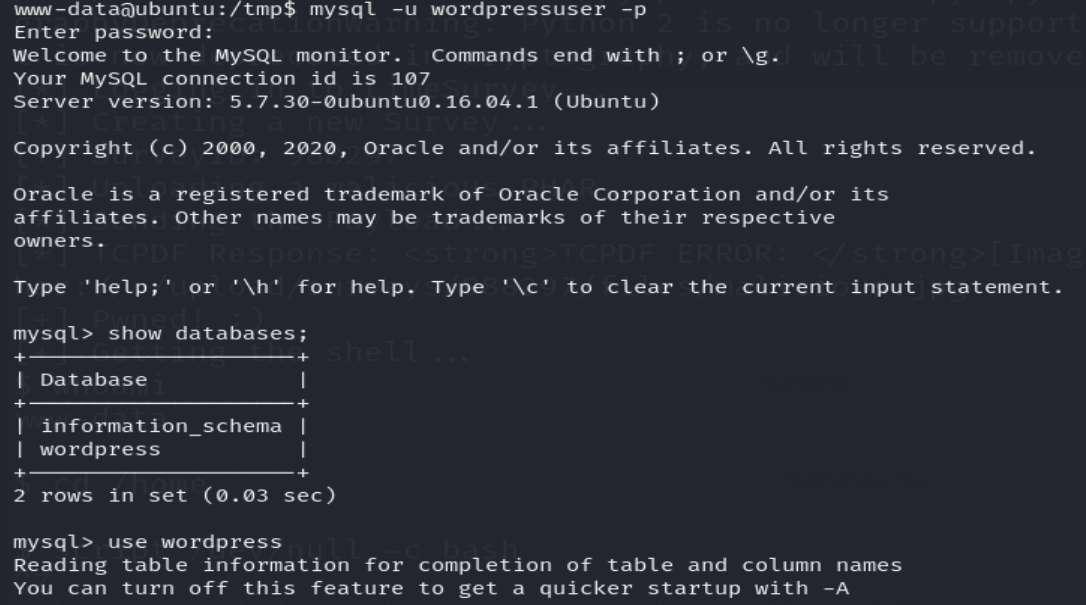 www-data@ubuntu:/tmp$ mysql -u wordpressuser -p
Enter password:
Welcome to the MySQL monitor.  Commands end with ; or \g.
Your MySQL connection id is 107
Server version: 5.7.30-0ubuntu0.16.04.1 (Ubuntu)
Copyright (c) 2000, 2020, Oracle and/or its affiliates. All rights reserved.
Oracle is a registered trademark of Oracle Corporation and/or its
affiliates. Other names may be trademarks of their respective
owners.
Type 'help;' or '\h' for help. Type '\c' to clear the current input statement.
mysql> show databases;
+--------------------+
| Database           |
+--------------------+
| information_schema |
| wordpress          |
+--------------------+
2 rows in set (0.03 sec)
mysql> use wordpress
Reading table information for completion of table and column names
You can turn off this feature to get a quicker startup with -A